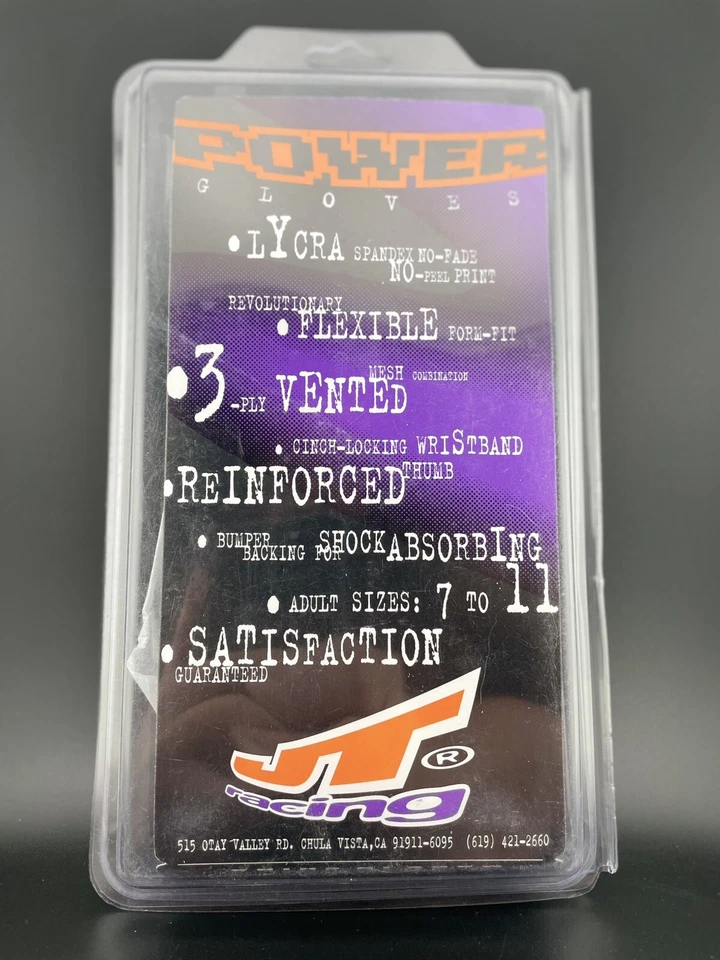 POWER
GLOVES
• LYCRA SPANDEX NO-FADE
NO-PEEL PRINT
REVOLUTIONARY
• FLEXIBLE FORM-FIT
• 3-PLY VENTED MESH COMBINATION
• CINCH-LOCKING WRISTBAND
• REINFORCED THUMB
• BUMPER BACKING FOR SHOCK ABSORBING
• ADULT SIZES: 7 TO 11
• SATISFACTION
GUARANTEED
JT®
racing
515 OTAY VALLEY RD. CHULA VISTA,CA 91911-6095 (619) 421-2660